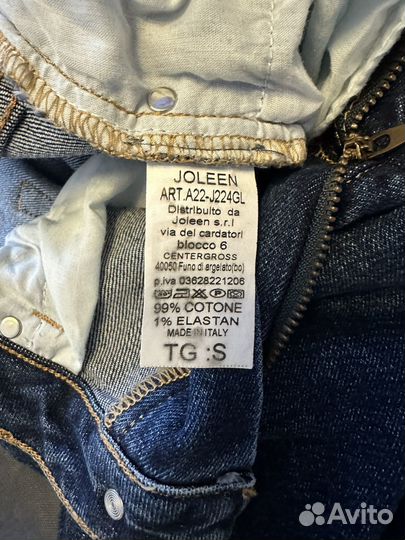 JOLEEN
ART.A22-J224GL
Distribuito da
Joleen s.r.l
via dei cardatori
blocco 6
CENTERGROSS
40050 Funo di argelato(bo)
p.iva 03628221206
99% COTONE
1% ELASTAN
MADE IN ITALY
TG :S
Avito